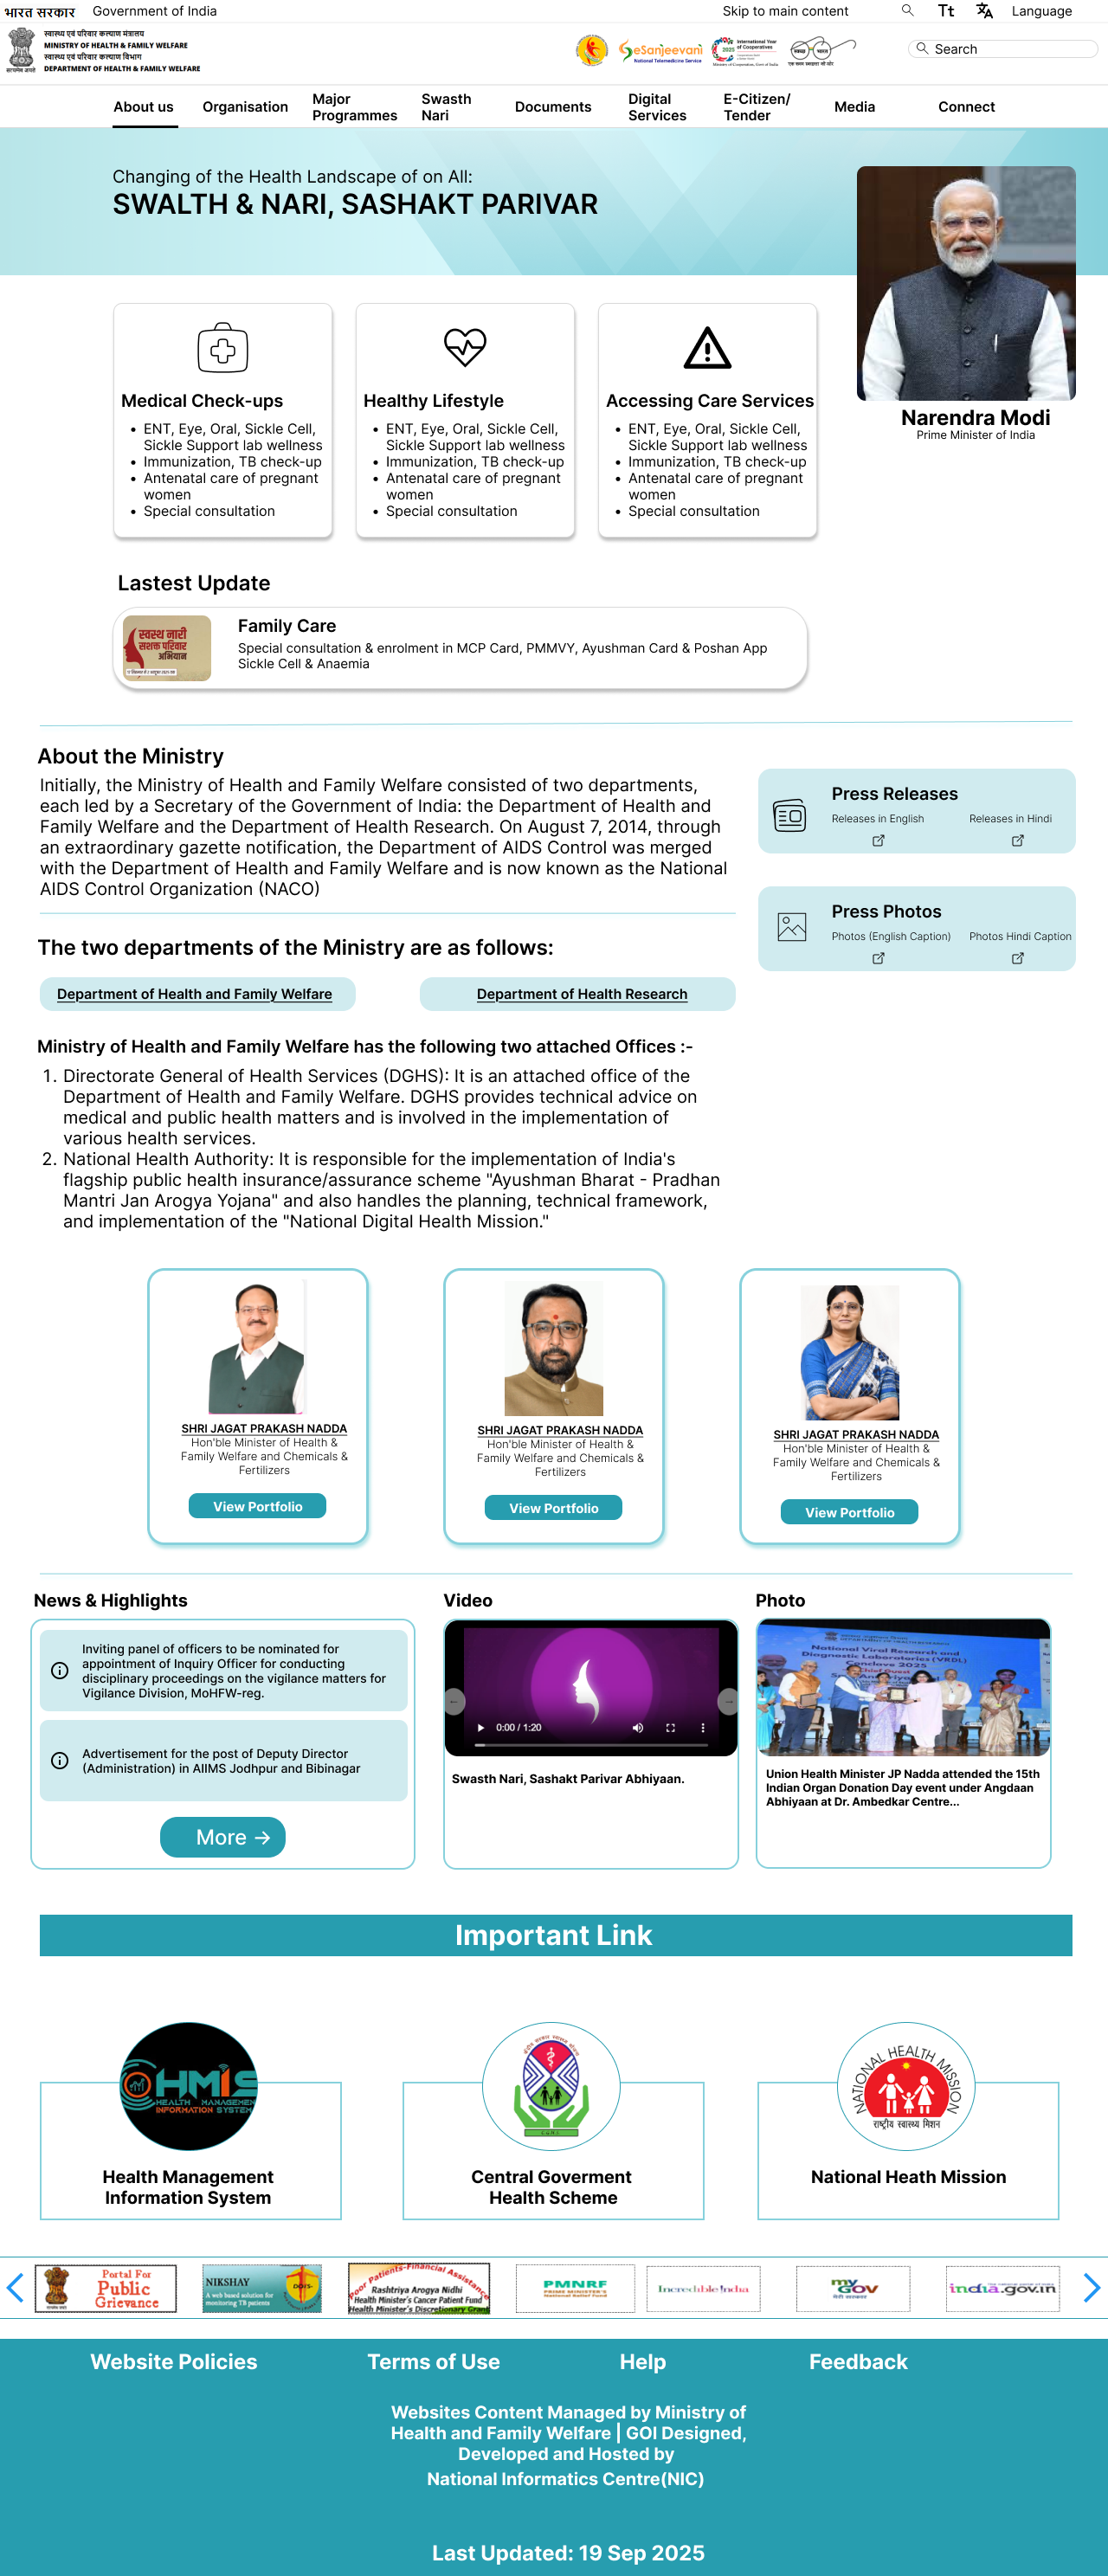 भारत सरकार
Government of India
Skip to main content
Tt
Language
स्वास्थ्य एवं परिवार कल्याण मंत्रालय
MINISTRY OF HEALTH & FAMILY WELFARE
स्वास्थ्य एवं परिवार कल्याण विभाग
DEPARTMENT OF HEALTH & FAMILY WELFARE
eSanjeevani
National Telemedicine Service
2025
International Year
of Cooperatives
Search
About us
Organisation
Major
Programmes
Swasth
Nari
Documents
Digital
Services
E-Citizen/
Tender
Media
Connect
Changing of the Health Landscape of on All:
SWALTH & NARI, SASHAKT PARIVAR
Narendra Modi
Prime Minister of India
Medical Check-ups
• ENT, Eye, Oral, Sickle Cell,
Sickle Support lab wellness
• Immunization, TB check-up
• Antenatal care of pregnant
women
• Special consultation
Healthy Lifestyle
• ENT, Eye, Oral, Sickle Cell,
Sickle Support lab wellness
• Immunization, TB check-up
• Antenatal care of pregnant
women
• Special consultation
Accessing Care Services
• ENT, Eye, Oral, Sickle Cell,
Sickle Support lab wellness
• Immunization, TB check-up
• Antenatal care of pregnant
women
• Special consultation
Lastest Update
स्वस्थ नारी
सशक्त परिवार
अभियान
Family Care
Special consultation & enrolment in MCP Card, PMMVY, Ayushman Card & Poshan App
Sickle Cell & Anaemia
About the Ministry
Initially, the Ministry of Health and Family Welfare consisted of two departments,
each led by a Secretary of the Government of India: the Department of Health and
Family Welfare and the Department of Health Research. On August 7, 2014, through
an extraordinary gazette notification, the Department of AIDS Control was merged
with the Department of Health and Family Welfare and is now known as the National
AIDS Control Organization (NACO)
Press Releases
Releases in English
Releases in Hindi
Press Photos
Photos (English Caption)
Photos Hindi Caption
The two departments of the Ministry are as follows:
Department of Health and Family Welfare
Department of Health Research
Ministry of Health and Family Welfare has the following two attached Offices :-
1. Directorate General of Health Services (DGHS): It is an attached office of the
Department of Health and Family Welfare. DGHS provides technical advice on
medical and public health matters and is involved in the implementation of
various health services.
2. National Health Authority: It is responsible for the implementation of India's
flagship public health insurance/assurance scheme "Ayushman Bharat - Pradhan
Mantri Jan Arogya Yojana" and also handles the planning, technical framework,
and implementation of the "National Digital Health Mission."
SHRI JAGAT PRAKASH NADDA
Hon'ble Minister of Health &
Family Welfare and Chemicals &
Fertilizers
View Portfolio
SHRI JAGAT PRAKASH NADDA
Hon'ble Minister of Health &
Family Welfare and Chemicals &
Fertilizers
View Portfolio
SHRI JAGAT PRAKASH NADDA
Hon'ble Minister of Health &
Family Welfare and Chemicals &
Fertilizers
View Portfolio
News & Highlights
Inviting panel of officers to be nominated for
appointment of Inquiry Officer for conducting
disciplinary proceedings on the vigilance matters for
Vigilance Division, MoHFW-reg.
Advertisement for the post of Deputy Director
(Administration) in AIIMS Jodhpur and Bibinagar
More →
Video
0:00 / 1:20
Swasth Nari, Sashakt Parivar Abhiyaan.
Photo
National Viral Research and
Diagnostic Laboratories (VRDL)
Conclave 2025
Chief Guest
Union Health Minister JP Nadda attended the 15th
Indian Organ Donation Day event under Angdaan
Abhiyaan at Dr. Ambedkar Centre...
Important Link
HMIS
HEALTH MANAGEMENT
INFORMATION SYSTEM
Health Management
Information System
C G H S
Central Goverment
Health Scheme
NATIONAL HEALTH MISSION
राष्ट्रीय स्वास्थ्य मिशन
National Heath Mission
Portal For
Public
Grievance
NIKSHAY
A web based solution for
monitoring TB patients
DOTS
Poor Patients-Financial Assistance
Rashtriya Arogya Nidhi
Health Minister's Cancer Patient Fund
Health Minister's Discretionary Grant
PMNRF
PRIME MINISTER'S
National Relief Fund
Incredible India
my
GOV
मेरी सरकार
india.gov.in
Website Policies
Terms of Use
Help
Feedback
Websites Content Managed by Ministry of
Health and Family Welfare | GOI Designed,
Developed and Hosted by
National Informatics Centre(NIC)
Last Updated: 19 Sep 2025